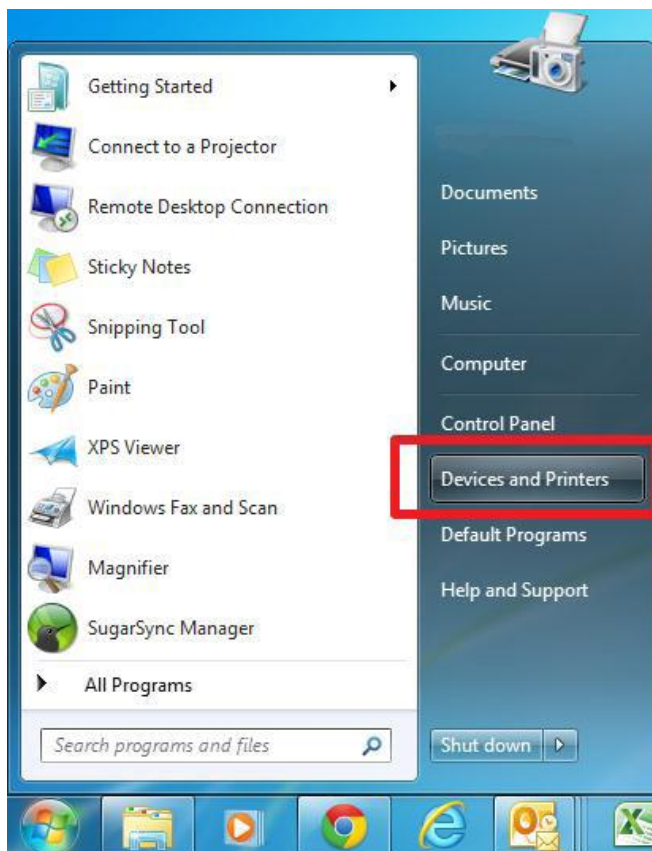 Getting Started
Connect to a Projector
Remote Desktop Connection
Sticky Notes
Snipping Tool
Paint
XPS Viewer
Windows Fax and Scan
Magnifier
SugarSync Manager
All Programs
Search programs and files
Documents
Pictures
Music
Computer
Control Panel
Devices and Printers
Default Programs
Help and Support
Shut down